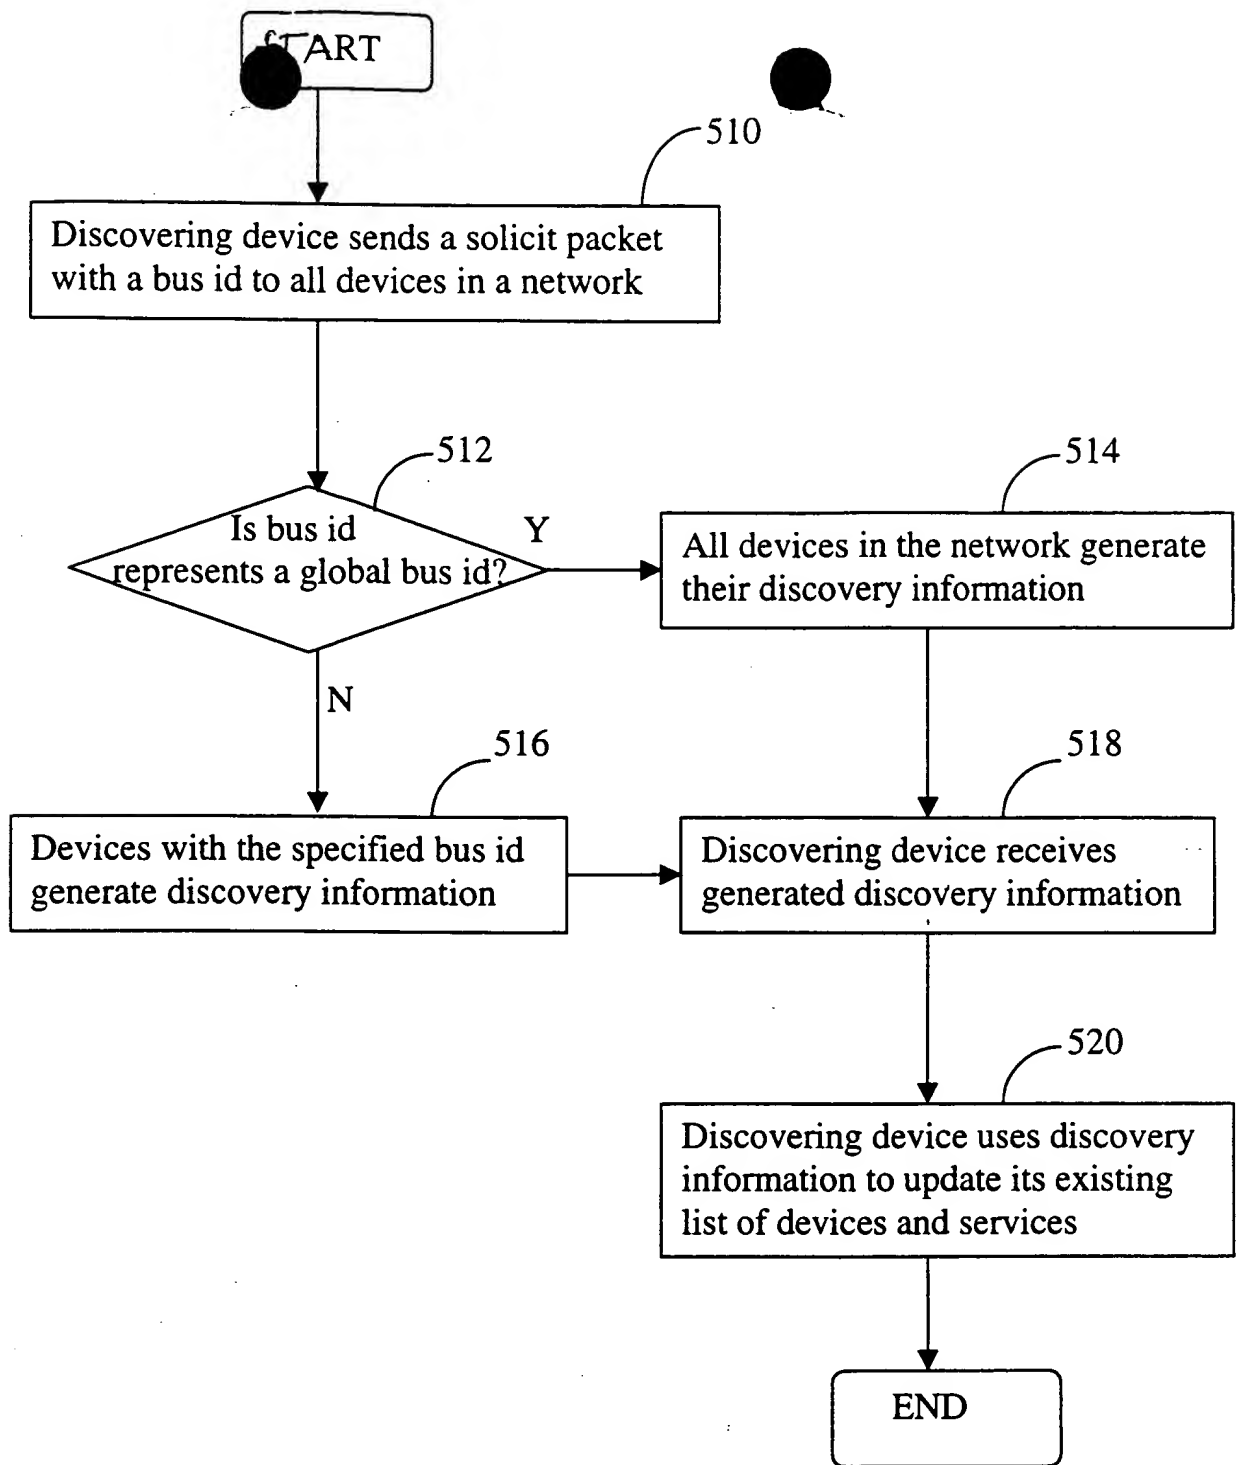 START
510
Discovering device sends a solicit packet
with a bus id to all devices in a network
512
Is bus id
represents a global bus id?
Y
N
514
All devices in the network generate
their discovery information
516
Devices with the specified bus id
generate discovery information
518
Discovering device receives
generated discovery information
520
Discovering device uses discovery
information to update its existing
list of devices and services
END